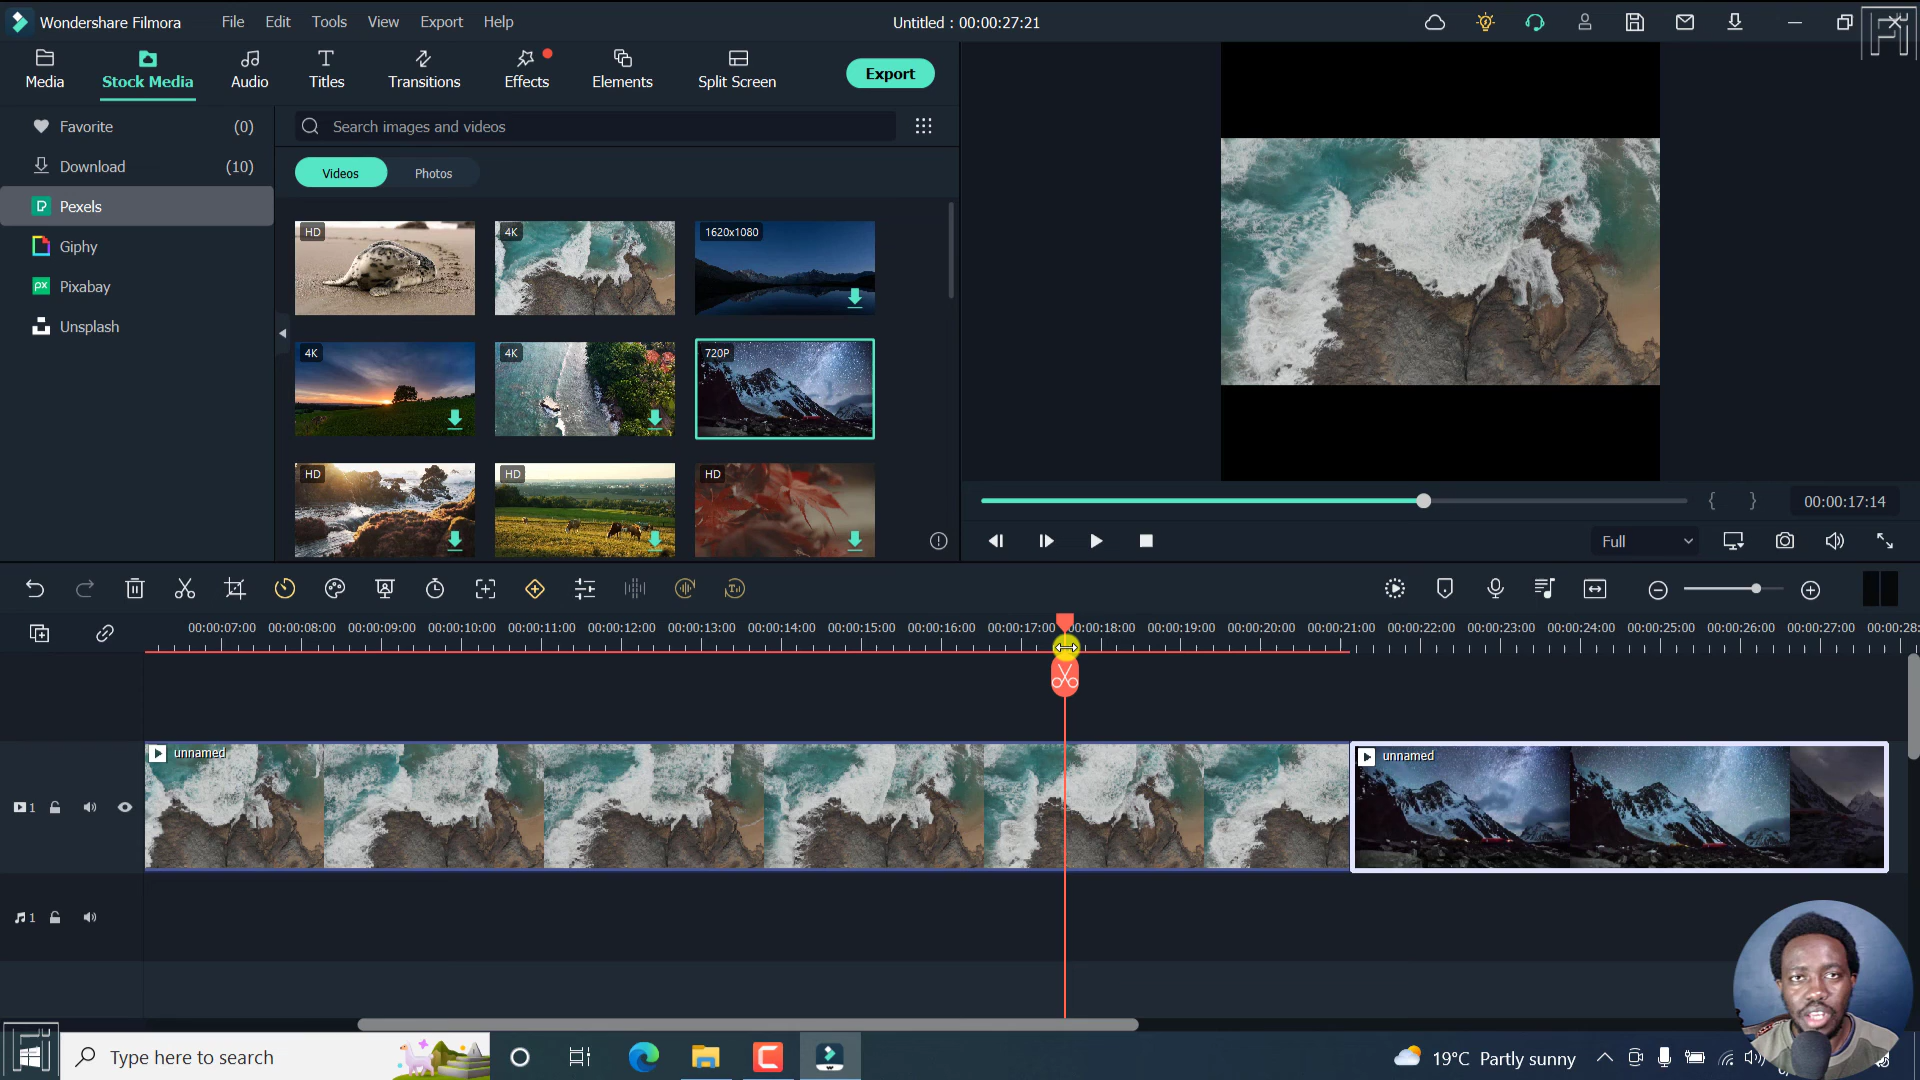 Wondershare Filmora File Edit Tools View Export Help Untitled : 00:00:27:21
Media Stock Media Audio Titles Transitions Effects Elements Split Screen Export
Favorite (0)
Search images and videos
Download (10)
Videos Photos
Pexels
Giphy
Pixabay
Unsplash
HD 4K 1620x1080
4K 4K 720P
HD HD HD
00:00:17:14
Full
00:00:07:00 00:00:08:00 00:00:09:00 00:00:10:00 00:00:11:00 00:00:12:00 00:00:13:00 00:00:14:00 00:00:15:00 00:00:16:00 00:00:17:00 00:00:18:00 00:00:19:00 00:00:20:00 00:00:21:00 00:00:22:00 00:00:23:00 00:00:24:00 00:00:25:00 00:00:26:00 00:00:27:00 00:00:28:
unnamed unnamed
1
1
Type here to search
19°C Partly sunny